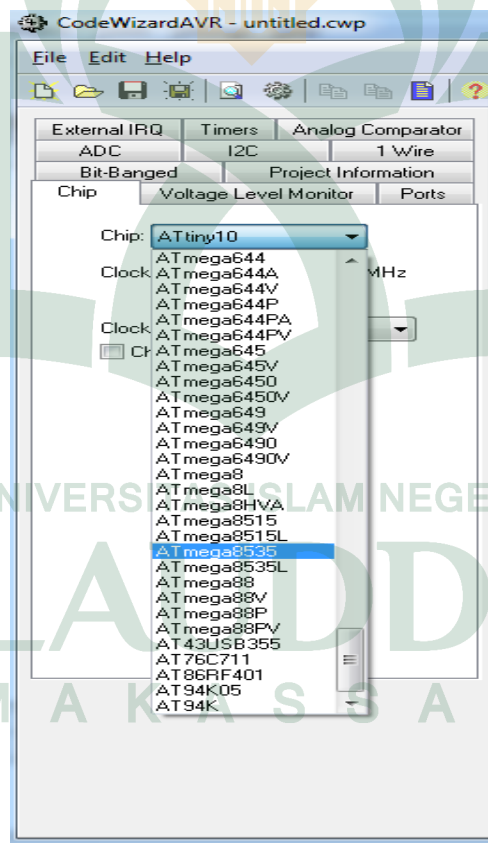 CodeWizardAVR - untitled.cwp
File Edit Help
External IRQ Timers Analog Comparator
ADC I2C 1 Wire
Bit-Banged Project Information
Chip Voltage Level Monitor Ports
Chip: ATtiny10
ATmega644
Clock ATmega644A MHz
ATmega644V
ATmega644P
ATmega644PA
Clock ATmega644PV
ATmega645
ATmega645V
ATmega6450
ATmega6450V
ATmega649
ATmega649V
ATmega6490
ATmega6490V
ATmega8
ATmega8L
ATmega8HVA
ATmega8515
ATmega8515L
ATmega8535
ATmega8535L
ATmega88
ATmega88V
ATmega88P
ATmega88PV
AT43USB355
AT76C711
AT86RF401
AT94K05
AT94K
MAKASSA